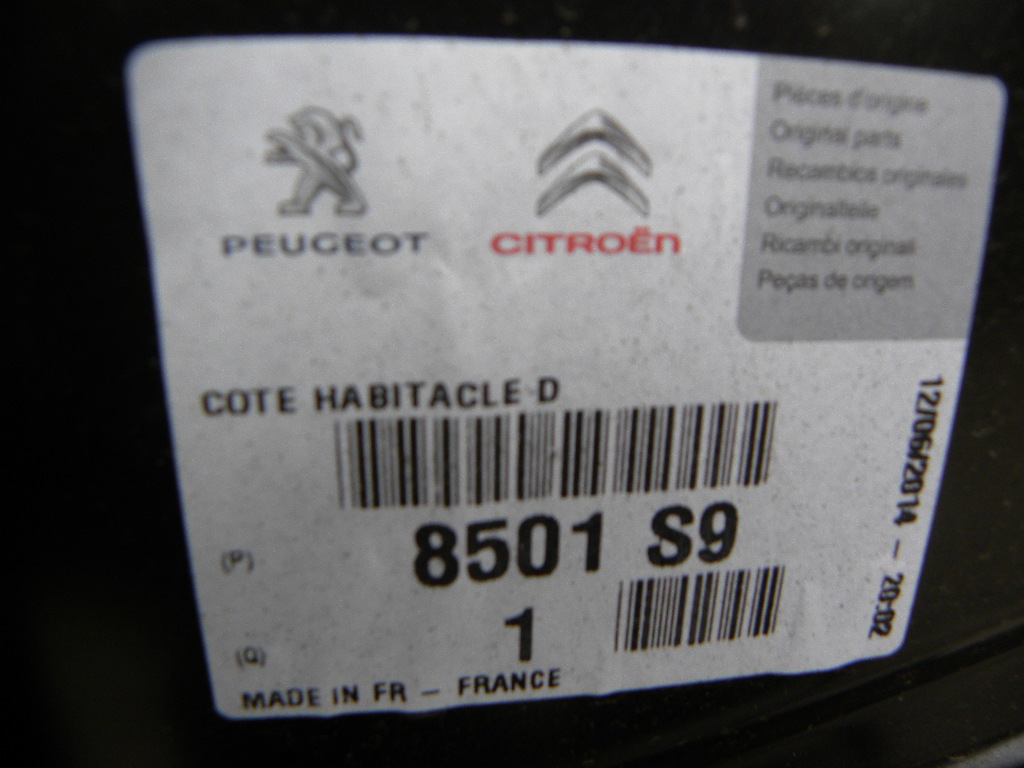 PEUGEOT
CITROËN
Pièces d'origine
Original parts
Recambios originales
Originalteile
Ricambi originali
Peças de origem
COTE HABITACLE D
(P)
8501 S9
(Q)
1
MADE IN FR – FRANCE
12/06/2014 – 20:02